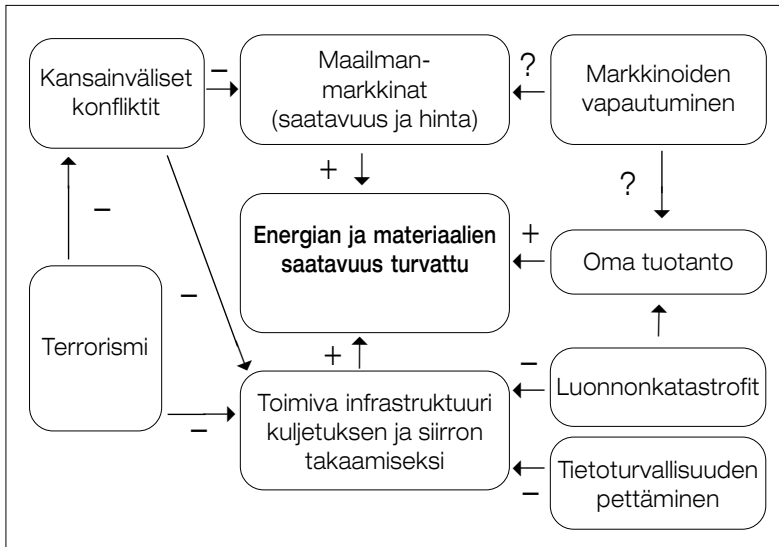 Kansainväliset
konfliktit
−
Maailman-
markkinat
(saatavuus ja hinta)
?
Markkinoiden
vapautuminen
+
?
−
Energian ja materiaalien
saatavuus turvattu
+
Oma tuotanto
−
Terrorismi
+
−
Luonnonkatastrofit
−
Toimiva infrastruktuuri
kuljetuksen ja siirron
takaamiseksi
−
Tietoturvallisuuden
pettäminen